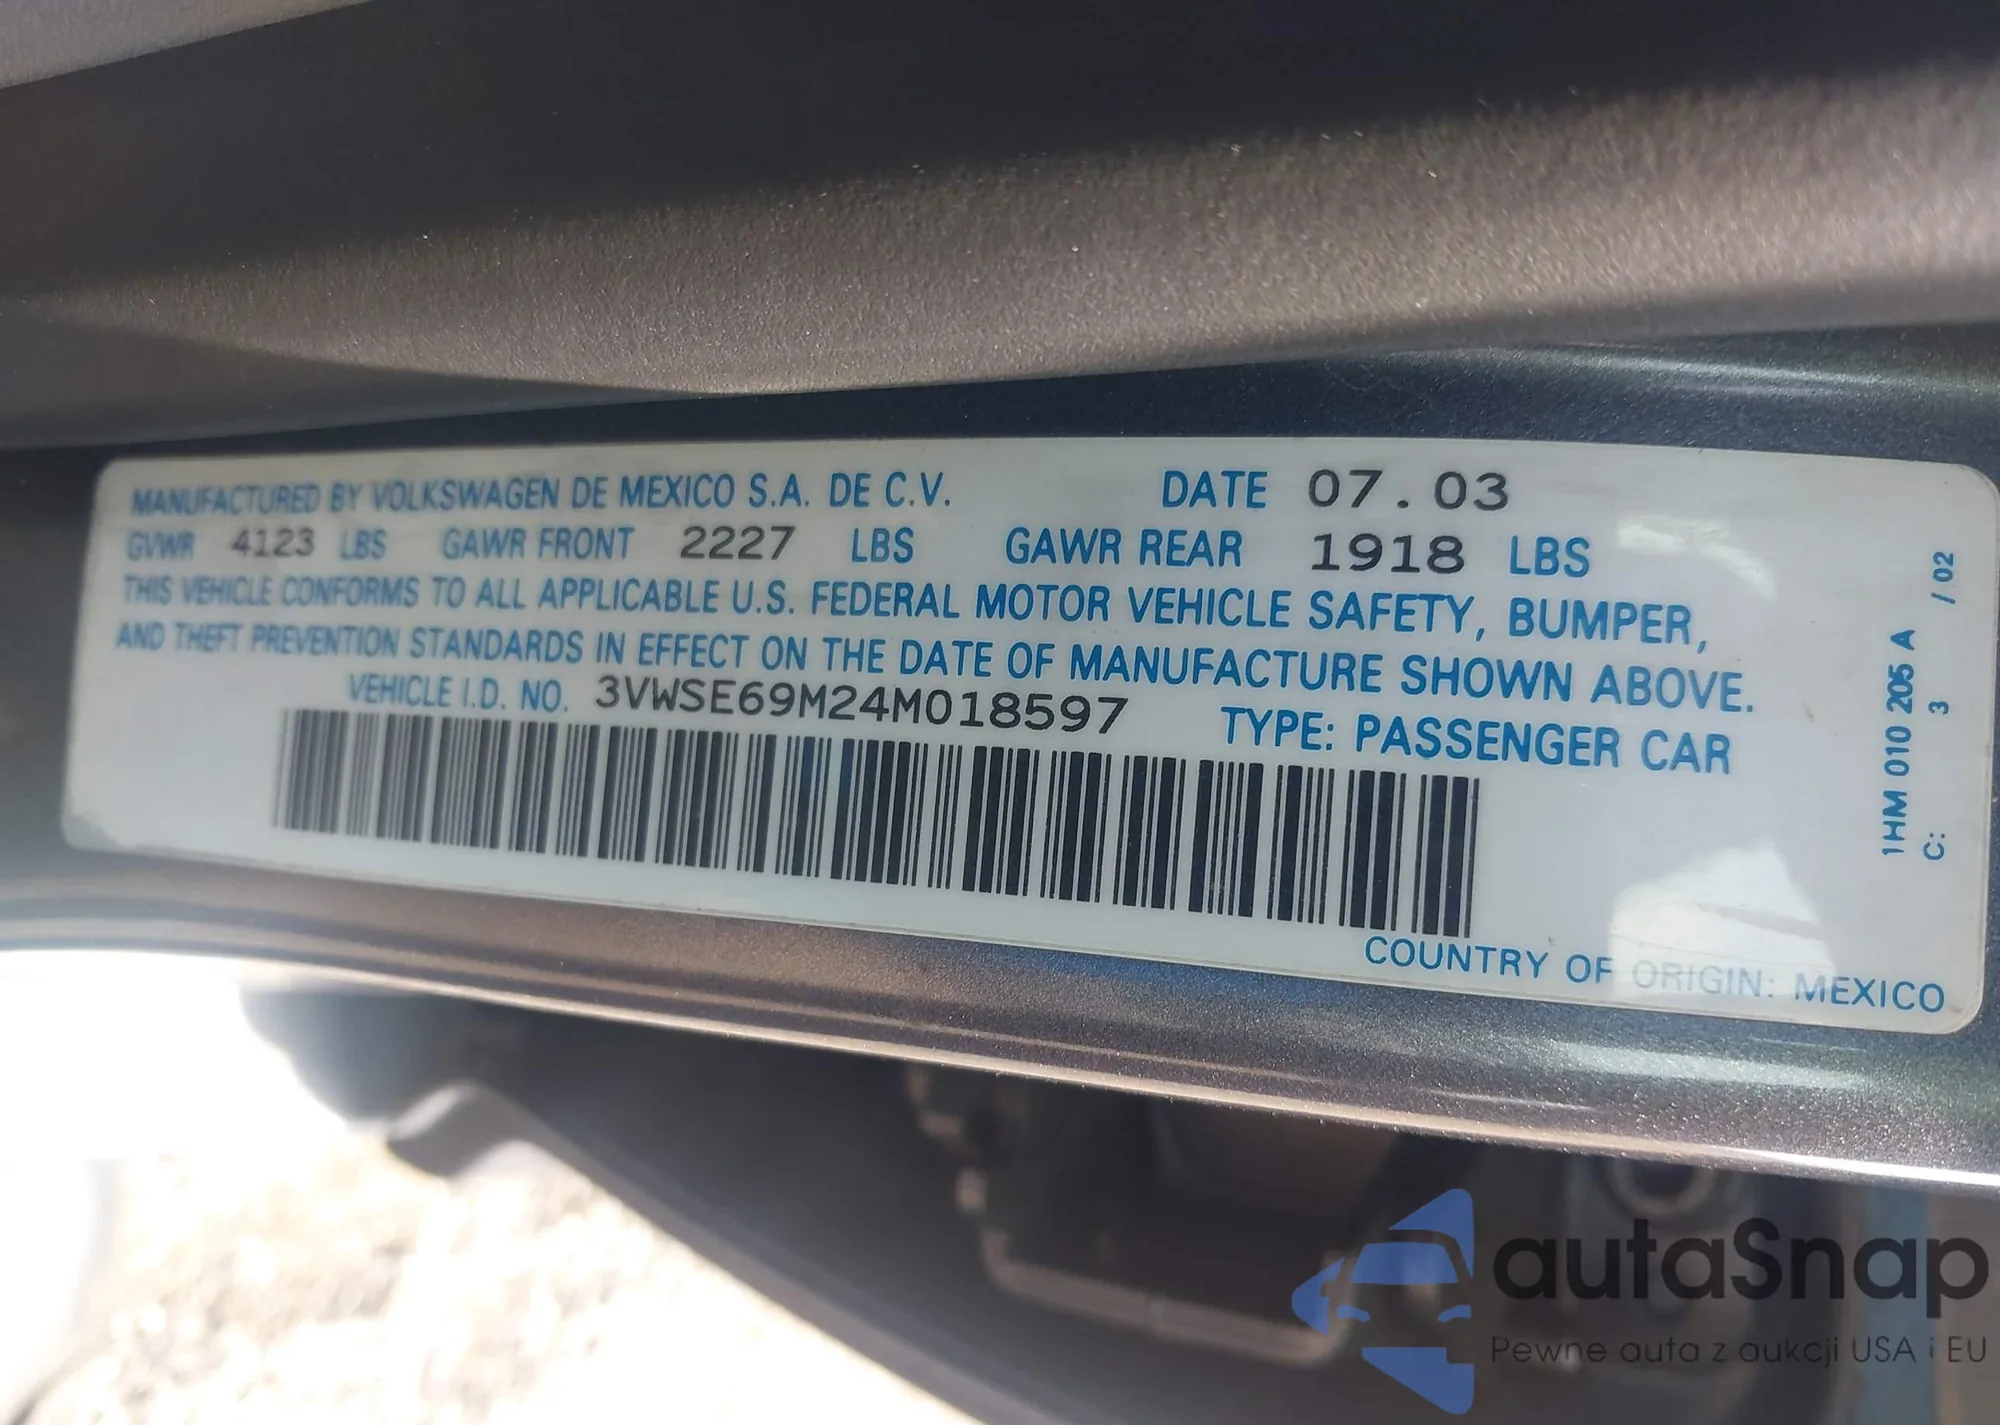 MANUFACTURED BY VOLKSWAGEN DE MEXICO S.A. DE C.V. DATE 07.03
GVWR 4123 LBS GAWR FRONT 2227 LBS GAWR REAR 1918 LBS
THIS VEHICLE CONFORMS TO ALL APPLICABLE U.S. FEDERAL MOTOR VEHICLE SAFETY, BUMPER,
AND THEFT PREVENTION STANDARDS IN EFFECT ON THE DATE OF MANUFACTURE SHOWN ABOVE.
VEHICLE I.D. NO. 3VWSE69M24M018597 TYPE: PASSENGER CAR
COUNTRY OF ORIGIN: MEXICO
1HM 010 205 A
C: 3 / 02
autaSnap
Pewne auta z aukcji USA i EU